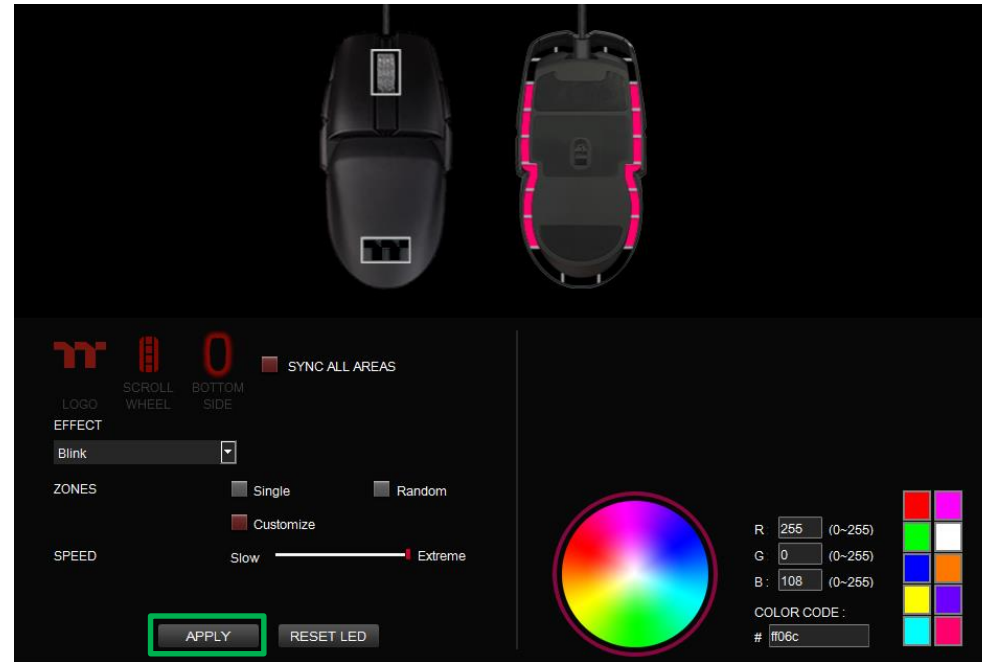 SYNC ALL AREAS
LOGO
SCROLL WHEEL
BOTTOM SIDE
EFFECT
Blink
ZONES
Single
Random
Customize
SPEED
Slow
Extreme
APPLY
RESET LED
R 255 (0~255)
G 0 (0~255)
B: 108 (0~255)
COLOR CODE :
# ff06c